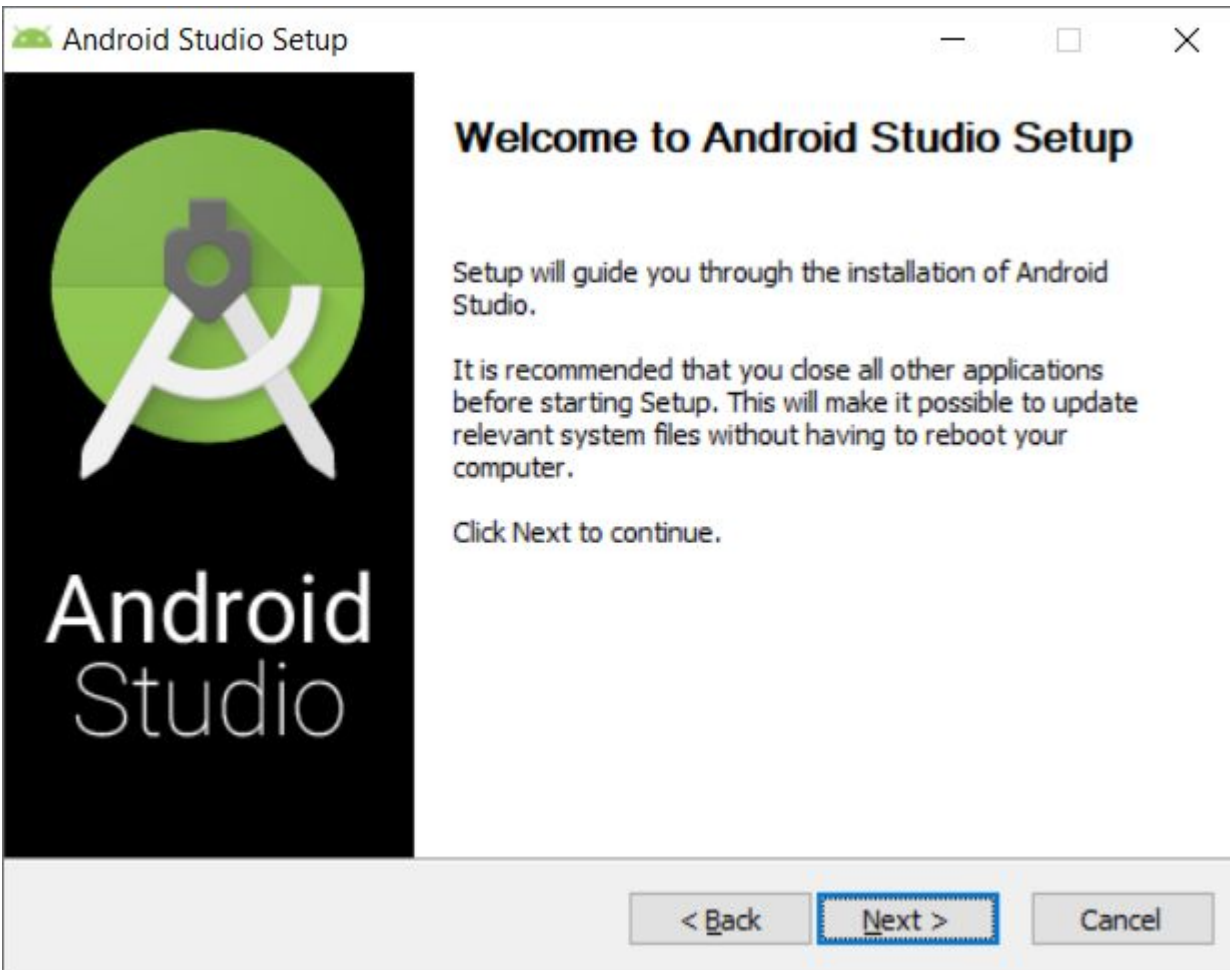 Android Studio Setup
Welcome to Android Studio Setup
Setup will guide you through the installation of Android
Studio.
It is recommended that you close all other applications
before starting Setup. This will make it possible to update
relevant system files without having to reboot your
computer.
Click Next to continue.
Android
Studio
< Back
Next >
Cancel